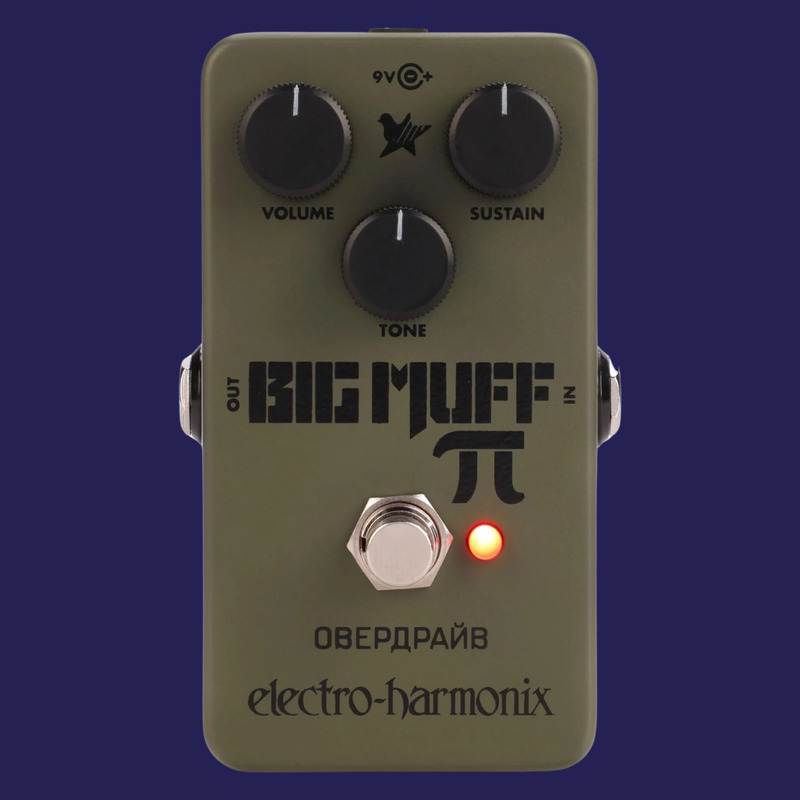 9V +
VOLUME
SUSTAIN
TONE
OUT
BIG MUFF
IN
π
ОВЕРДРАЙВ
electro-harmonix